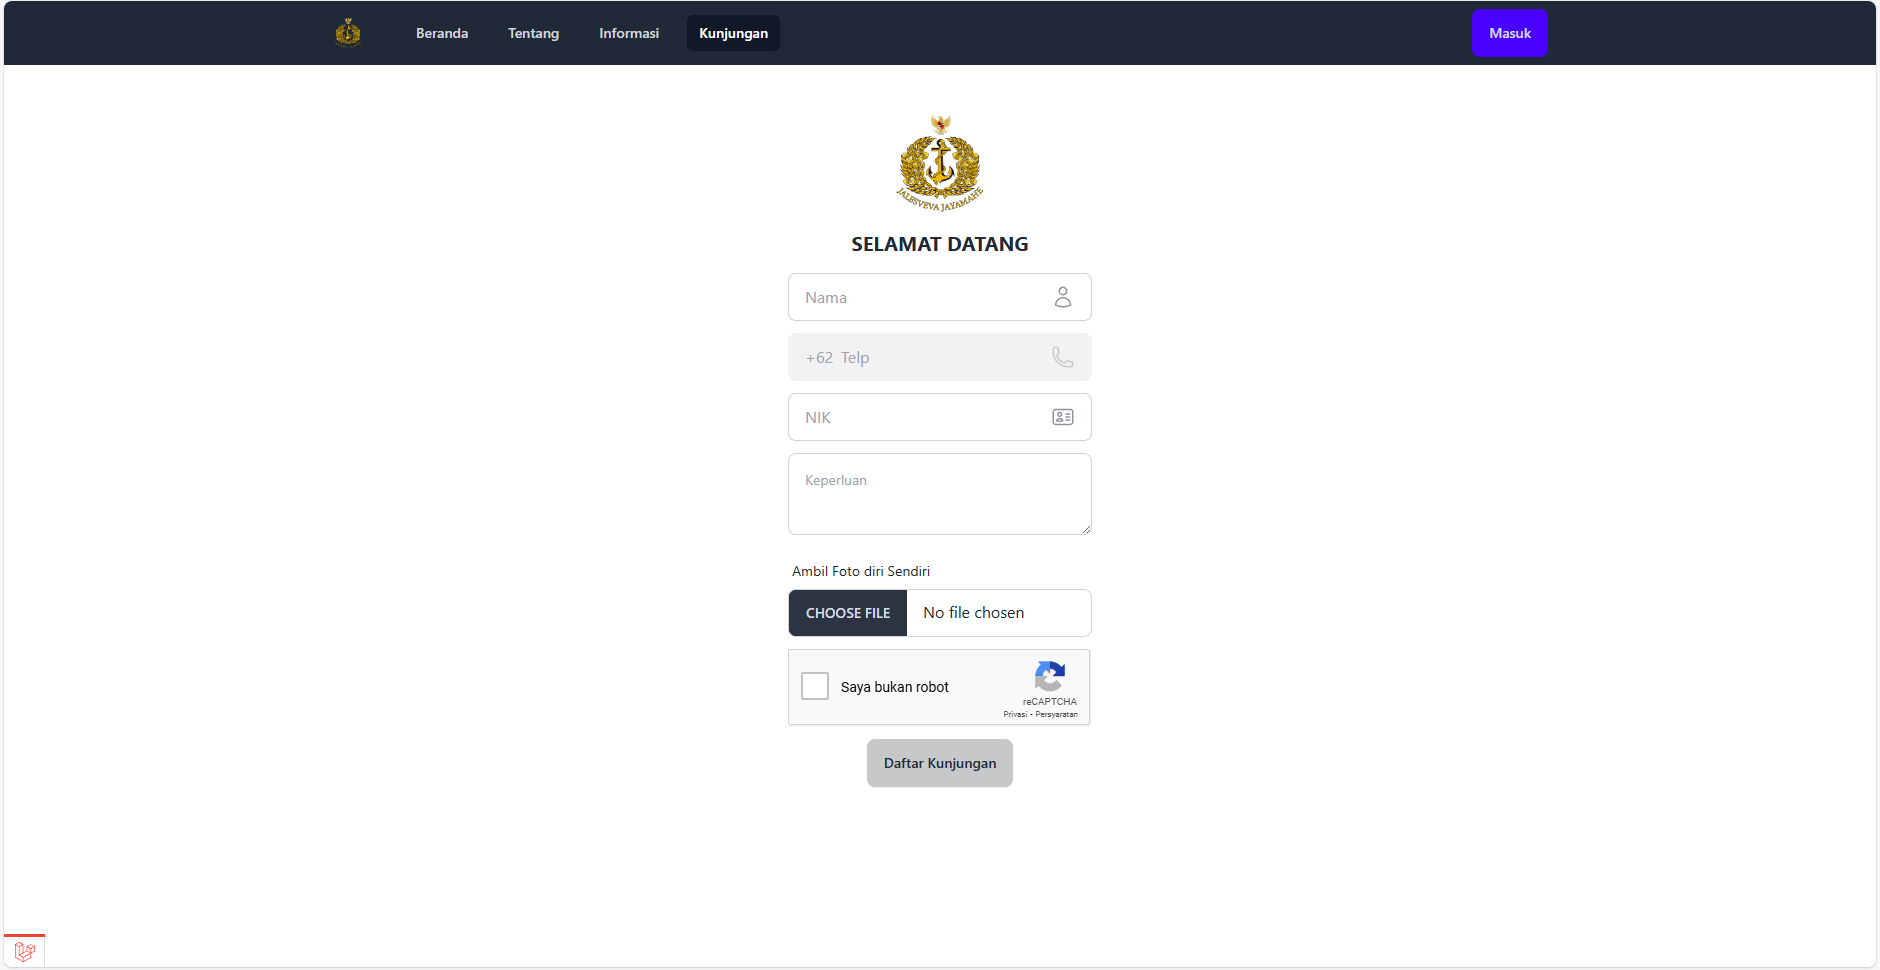 Beranda
Tentang
Informasi
Kunjungan
Masuk
JALESVEVA JAYAMAHE
SELAMAT DATANG
Nama
+62 Telp
NIK
Keperluan
Ambil Foto diri Sendiri
CHOOSE FILE No file chosen
Saya bukan robot
reCAPTCHA
Privasi - Persyaratan
Daftar Kunjungan